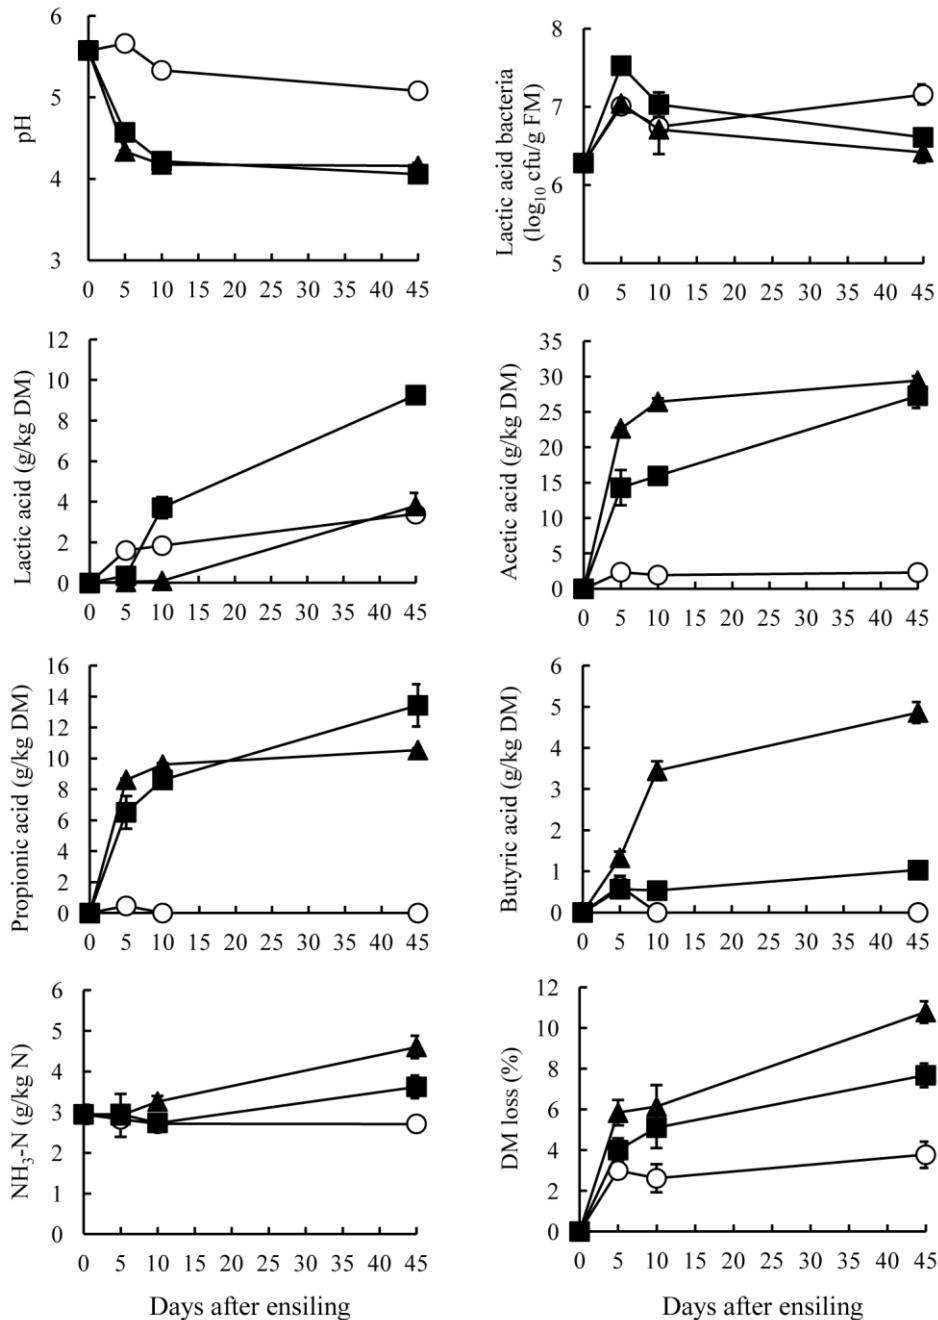 pH
6
5
4
3
0 5 10 15 20 25 30 35 40 45
Lactic acid bacteria
(log10 cfu/g FM)
8
7
6
5
0 5 10 15 20 25 30 35 40 45
Lactic acid (g/kg DM)
12
10
8
6
4
2
0
0 5 10 15 20 25 30 35 40 45
Acetic acid (g/kg DM)
35
30
25
20
15
10
5
0
0 5 10 15 20 25 30 35 40 45
Propionic acid (g/kg DM)
16
14
12
10
8
6
4
2
0
0 5 10 15 20 25 30 35 40 45
Butyric acid (g/kg DM)
6
5
4
3
2
1
0
0 5 10 15 20 25 30 35 40 45
NH3-N (g/kg N)
6
5
4
3
2
1
0
0 5 10 15 20 25 30 35 40 45
Days after ensiling
DM loss (%)
12
10
8
6
4
2
0
0 5 10 15 20 25 30 35 40 45
Days after ensiling